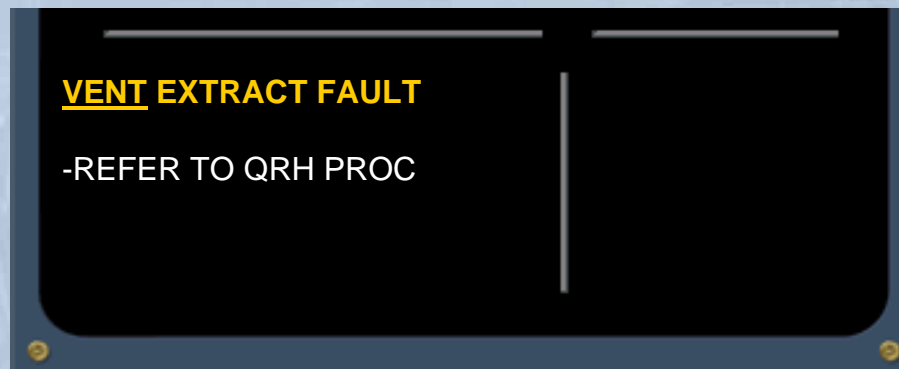 VENT EXTRACT FAULT
-REFER TO QRH PROC